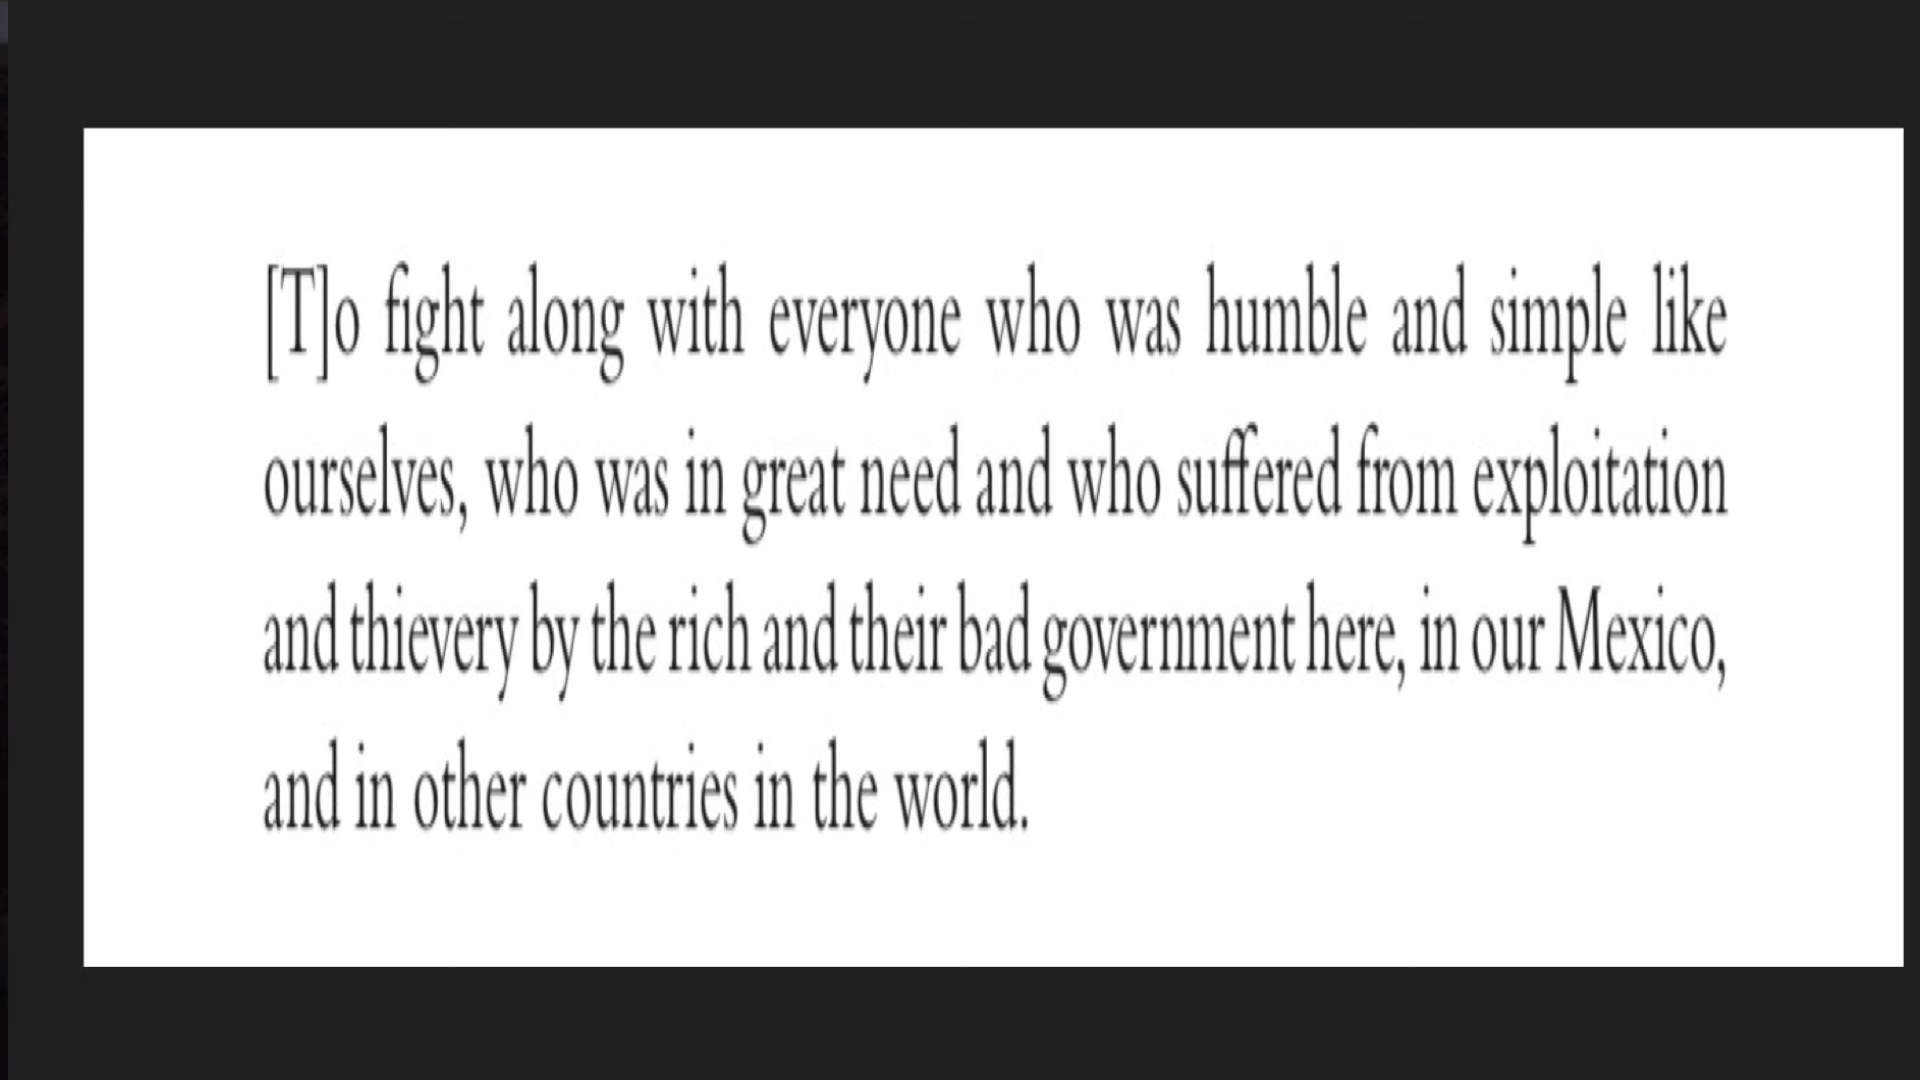 [T]o fight along with everyone who was humble and simple like
ourselves, who was in great need and who suffered from exploitation
and thievery by the rich and their bad government here, in our Mexico,
and in other countries in the world.